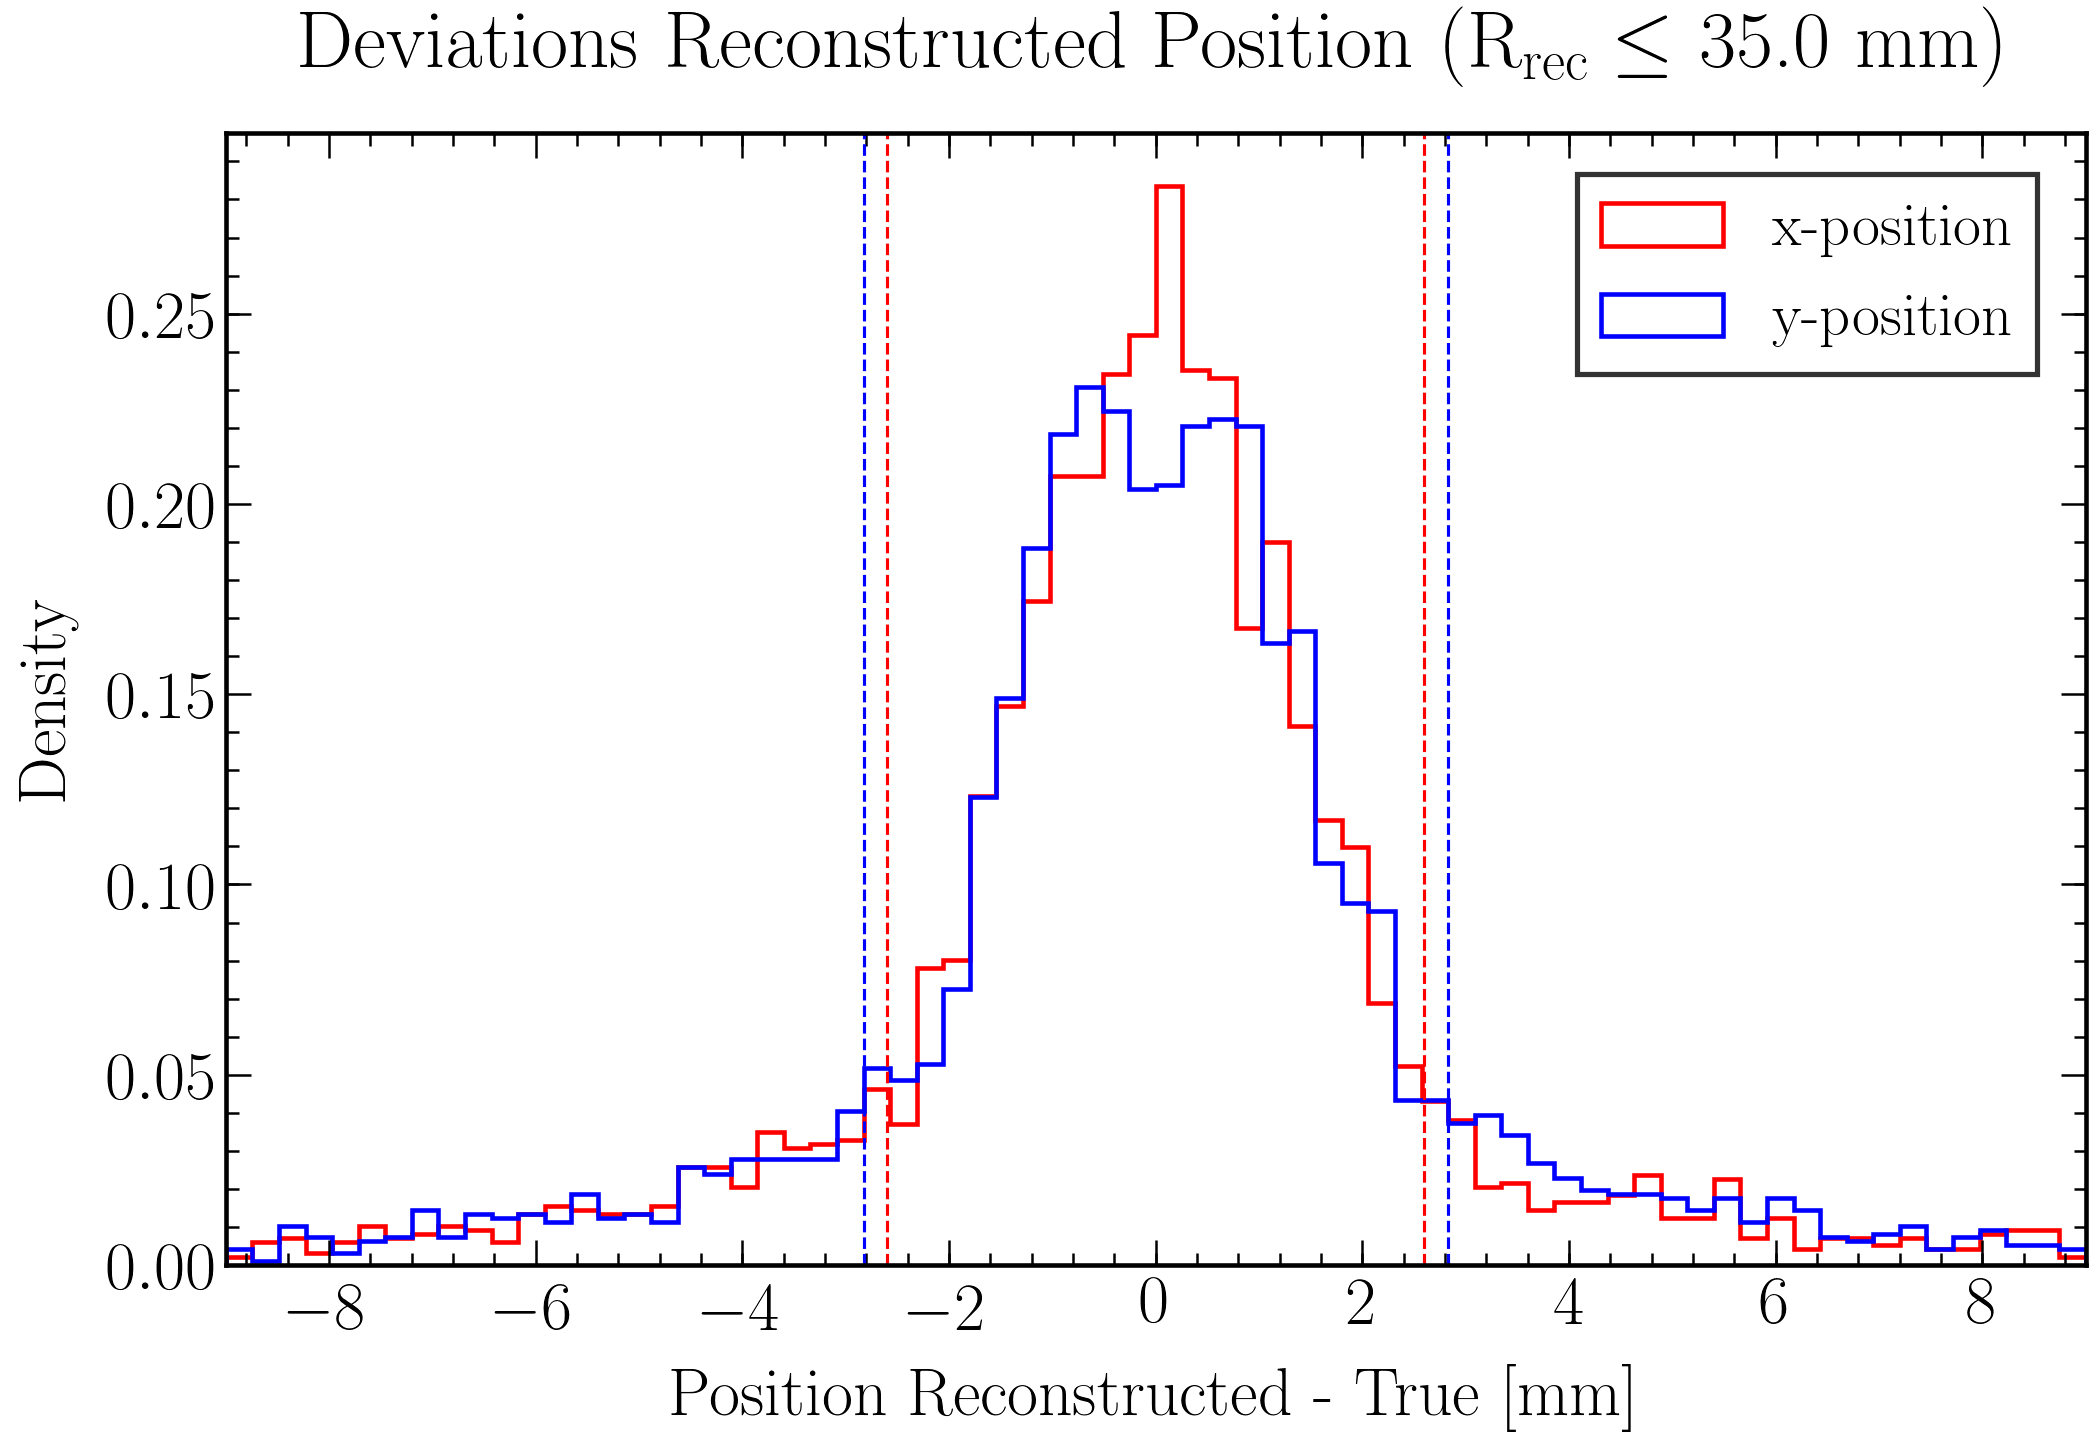 Deviations Reconstructed Position (R_rec ≤ 35.0 mm)
x-position
y-position
Density
0.25
0.20
0.15
0.10
0.05
0.00
−8 −6 −4 −2 0 2 4 6 8
Position Reconstructed - True [mm]